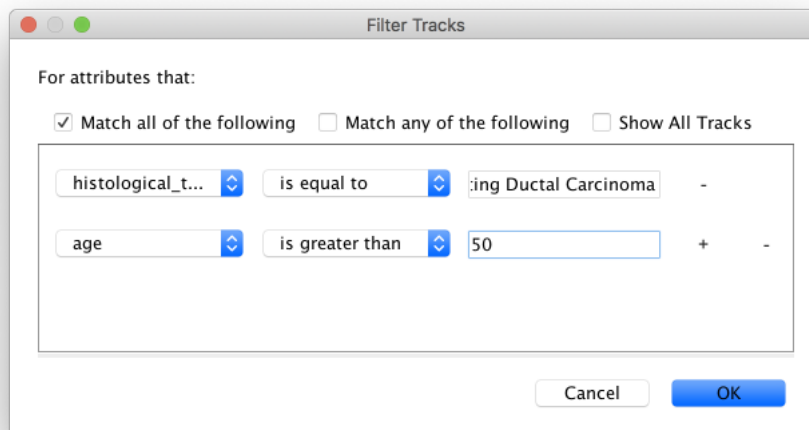 Filter Tracks
For attributes that:
Match all of the following Match any of the following Show All Tracks
histological_t... is equal to ting Ductal Carcinoma -
age is greater than 50 + -
Cancel OK